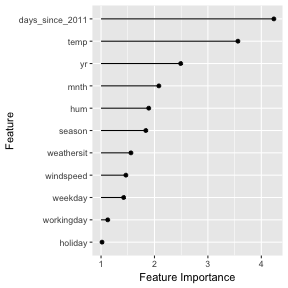 days_since_2011
temp
yr
mnth
hum
season
weathersit
windspeed
weekday
workingday
holiday
Feature
1 2 3 4
Feature Importance